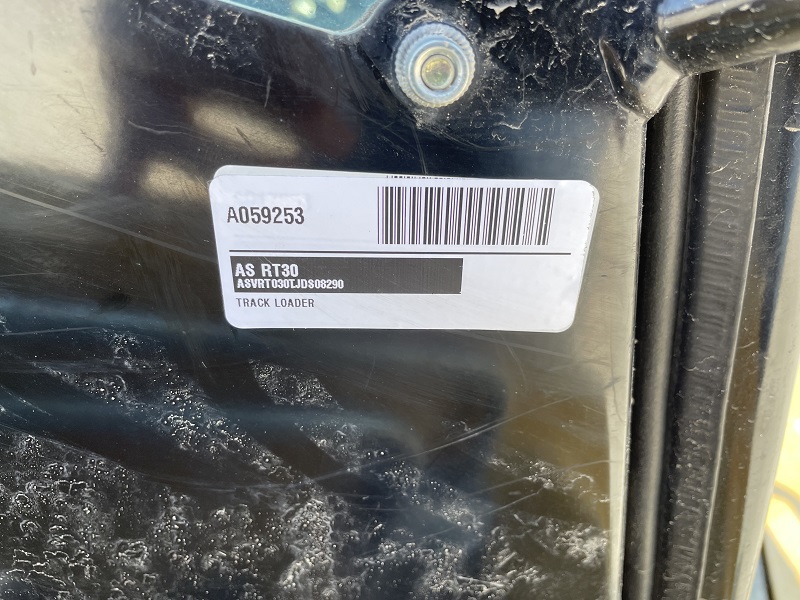 A059253
AS RT30
ASVRT030TJDS08290
TRACK LOADER